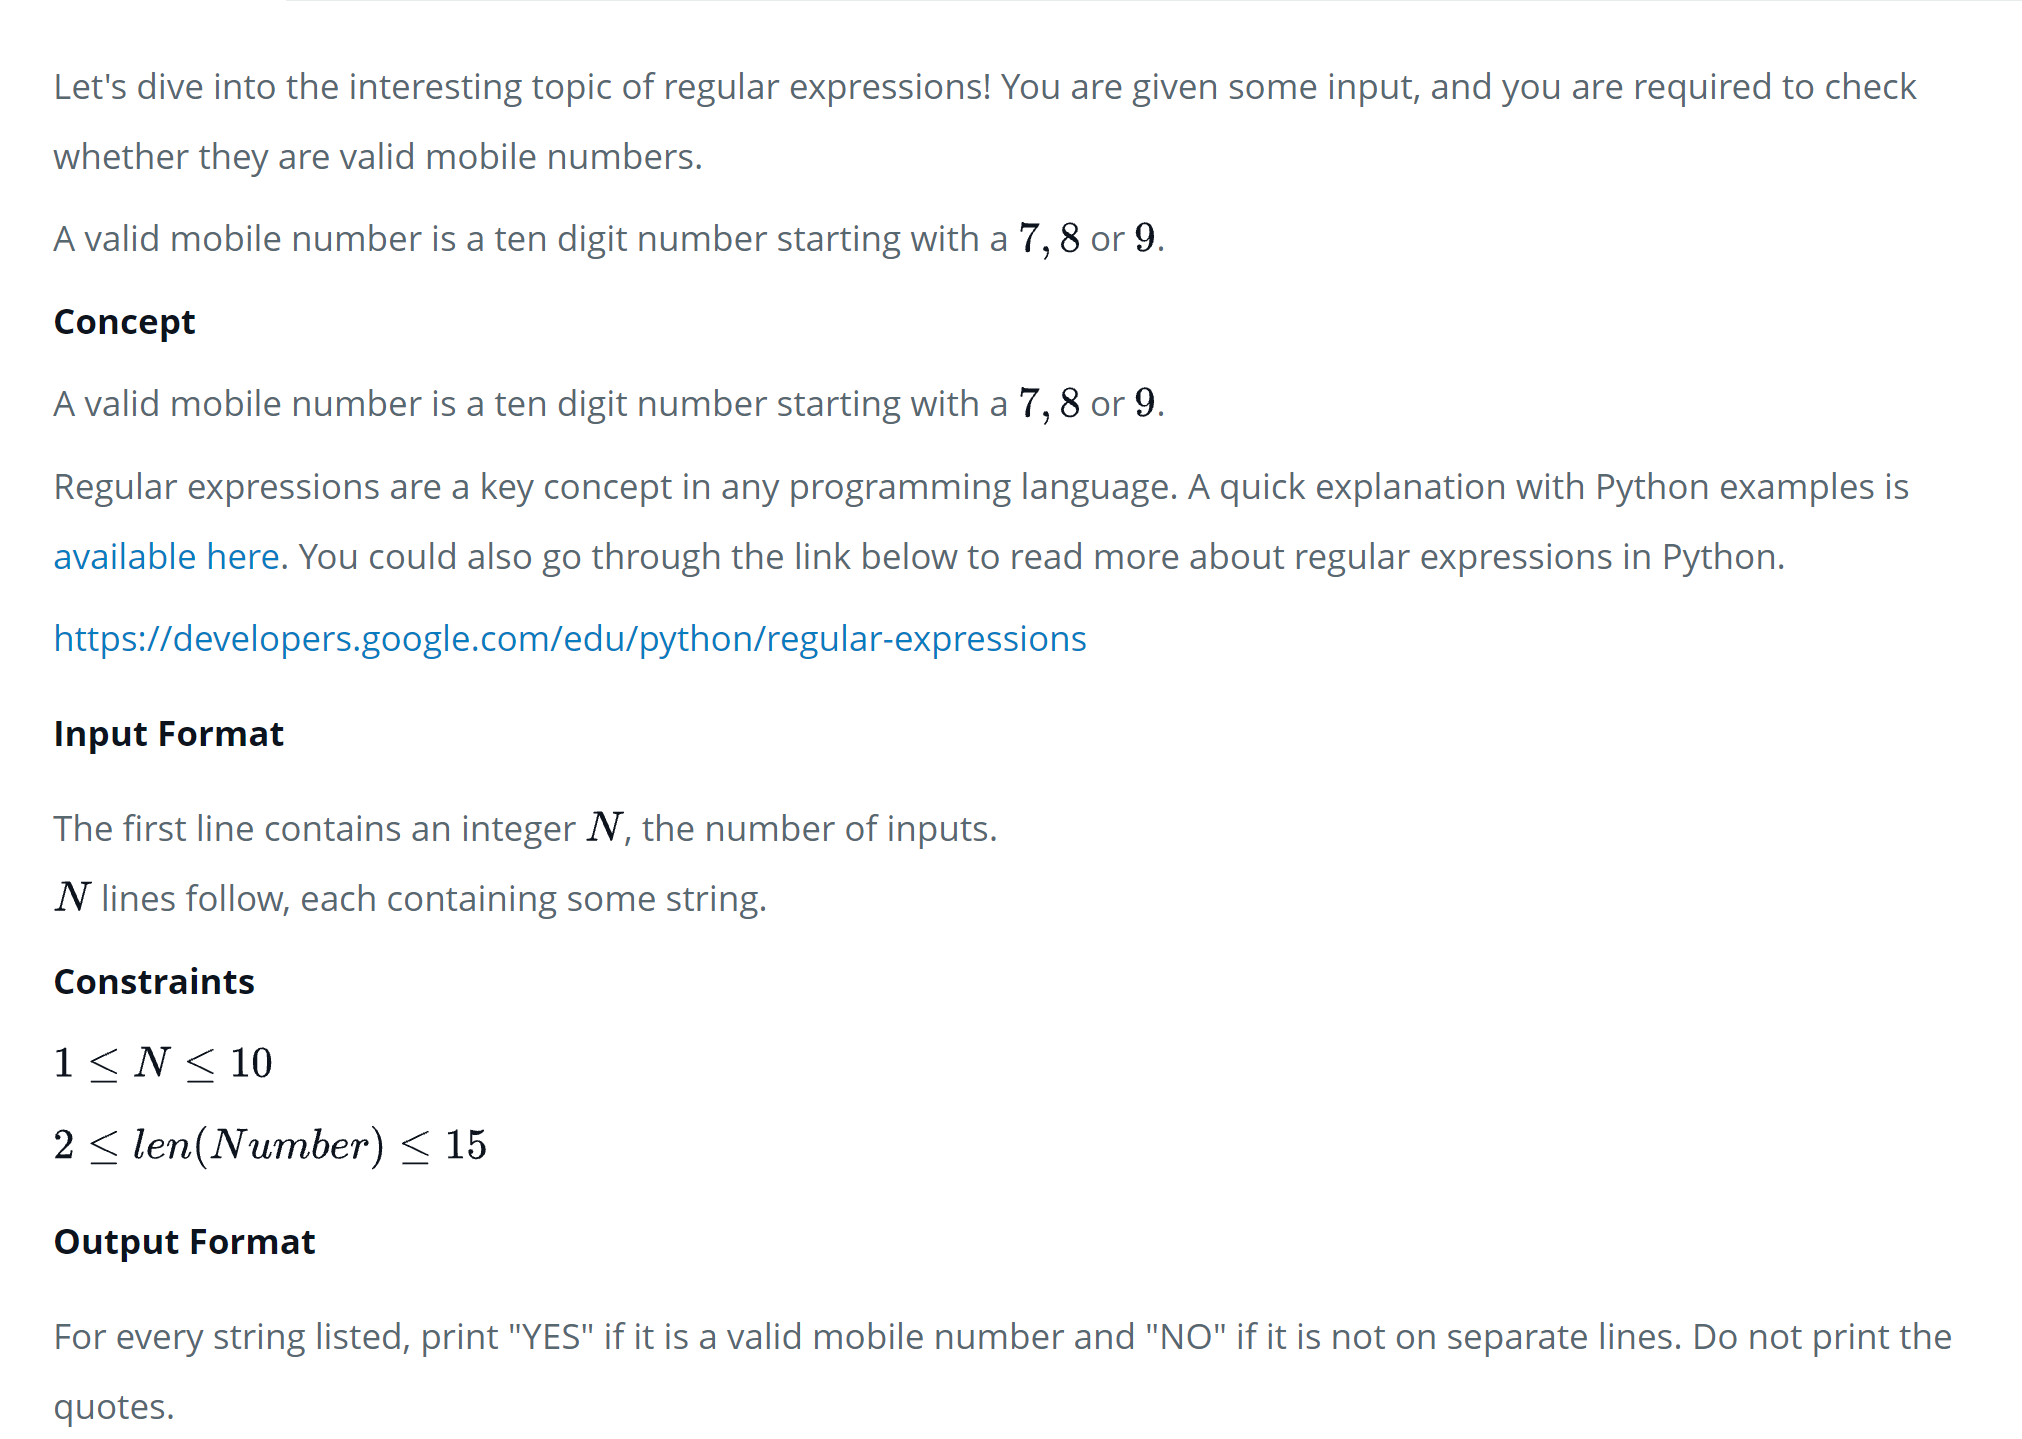 Let's dive into the interesting topic of regular expressions! You are given some input, and you are required to check
whether they are valid mobile numbers.
A valid mobile number is a ten digit number starting with a 7, 8 or 9.
Concept
A valid mobile number is a ten digit number starting with a 7, 8 or 9.
Regular expressions are a key concept in any programming language. A quick explanation with Python examples is
available here. You could also go through the link below to read more about regular expressions in Python.
https://developers.google.com/edu/python/regular-expressions
Input Format
The first line contains an integer N, the number of inputs.
N lines follow, each containing some string.
Constraints
1 ≤ N ≤ 10
2 ≤ len(Number) ≤ 15
Output Format
For every string listed, print "YES" if it is a valid mobile number and "NO" if it is not on separate lines. Do not print the
quotes.